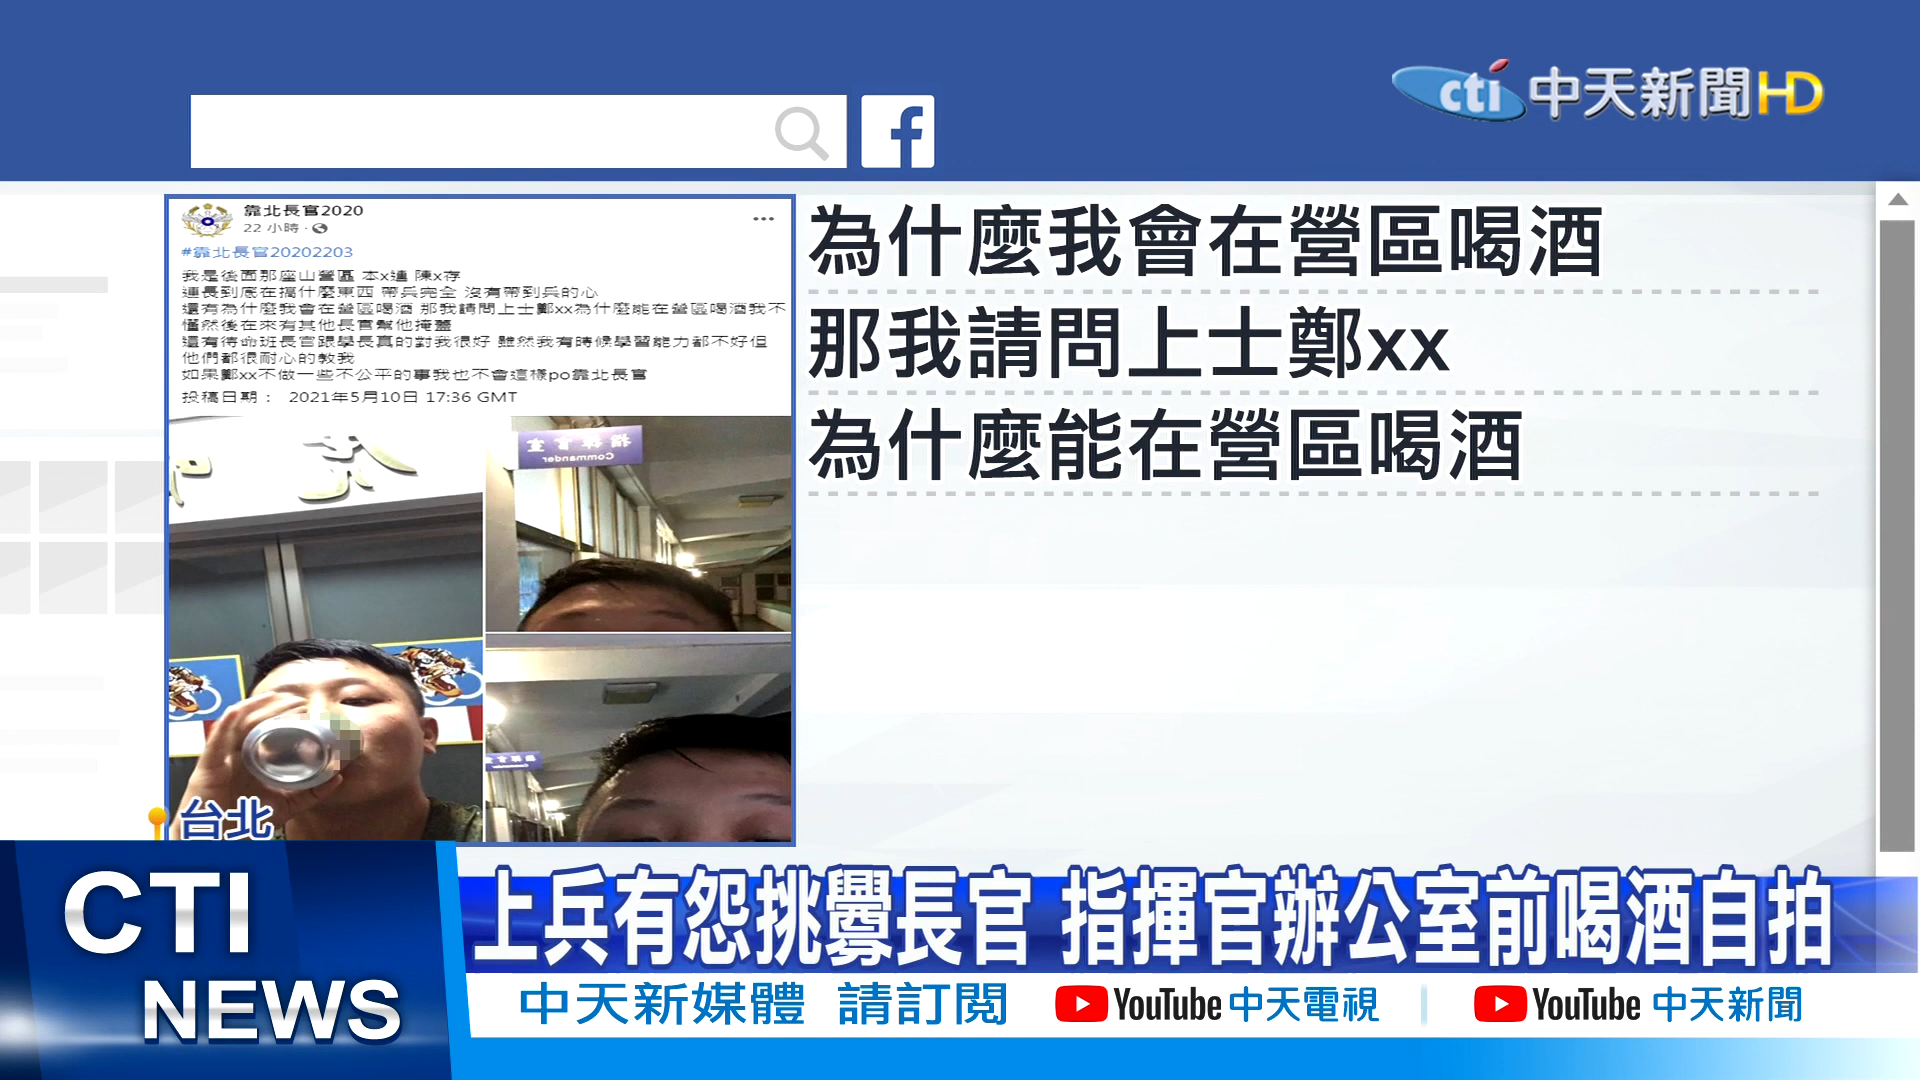 cti 中天新聞HD
靠北長官2020
22 小時
#靠北長官20202203
我是後面那座山營區 本x連 陳x存
連長到底在搞什麼東西 帶兵完全 沒有帶到兵的心
還有為什麼我會在營區喝酒 那我請問上士鄭xx為什麼能在營區喝酒我不
懂然後在來有其他長官幫他掩蓋
還有待命班長官跟學長真的對我很好 雖然我有時候學習能力都不好但
他們都很耐心的教我
如果鄭xx不做一些不公平的事我也不會這樣po靠北長官
投稿日期： 2021年5月10日 17:36 GMT
為什麼我會在營區喝酒
那我請問上士鄭xx
為什麼能在營區喝酒
Commander
台北
CTI
NEWS
上兵有怨挑釁長官 指揮官辦公室前喝酒自拍
中天新媒體 請訂閱 YouTube 中天電視 | YouTube 中天新聞